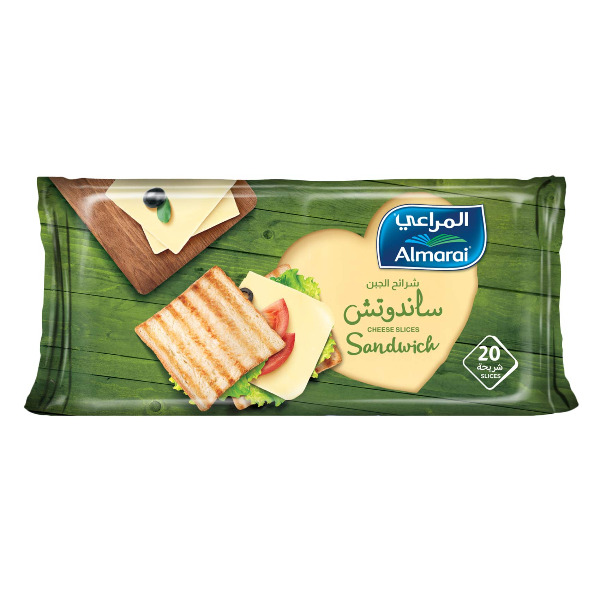 المراعي
Almarai
شرائح الجبن
ساندوتش
CHEESE SLICES
Sandwich
20
شريحة
SLICES